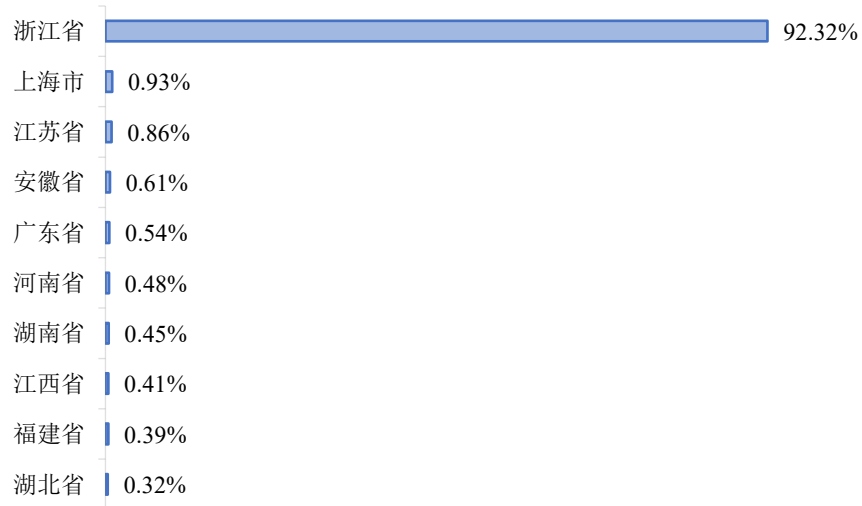 浙江省 92.32%
上海市 0.93%
江苏省 0.86%
安徽省 0.61%
广东省 0.54%
河南省 0.48%
湖南省 0.45%
江西省 0.41%
福建省 0.39%
湖北省 0.32%